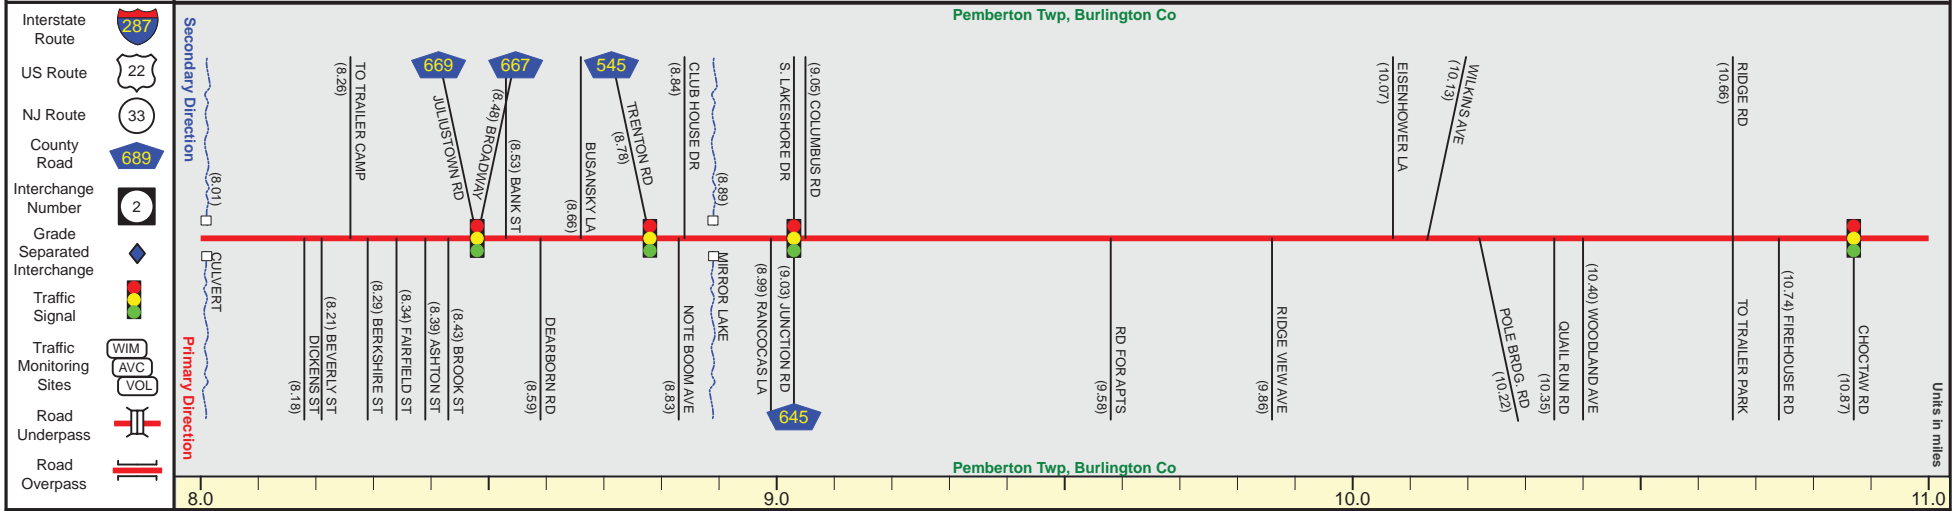 Interstate
Route
287
US Route
22
NJ Route
33
County
Road
689
Interchange
Number
2
Grade
Separated
Interchange
Traffic
Signal
Traffic
Monitoring
Sites
WIM
AVC
VOL
Road
Underpass
Road
Overpass
Secondary Direction
Primary Direction
Pemberton Twp, Burlington Co
(8.01)
TO TRAILER CAMP
(8.26)
669
JULIUSTOWN RD
667
(8.48) BROADWAY
(8.53) BANK ST
BUSANSKY LA
(8.66)
545
TRENTON RD
(8.78)
CLUB HOUSE DR
(8.84)
(8.89)
S. LAKESHORE DR
(9.05) COLUMBUS RD
EISENHOWER LA
(10.07)
WILKINS AVE
(10.13)
RIDGE RD
(10.66)
CULVERT
DICKENS ST
(8.18)
(8.21) BEVERLY ST
(8.29) BERKSHIRE ST
(8.34) FAIRFIELD ST
(8.39) ASHTON ST
(8.43) BROOK ST
DEARBORN RD
(8.59)
NOTE BOOM AVE
(8.83)
MIRROR LAKE
(8.99) RANCOCAS LA
(9.03) JUNCTION RD
645
RD FOR APTS
(9.58)
RIDGE VIEW AVE
(9.86)
POLE BRDG. RD
(10.22)
QUAIL RUN RD
(10.35)
(10.40) WOODLAND AVE
TO TRAILER PARK
(10.74) FIREHOUSE RD
CHOCTAW RD
(10.87)
Units in miles
Pemberton Twp, Burlington Co
8.0
9.0
10.0
11.0